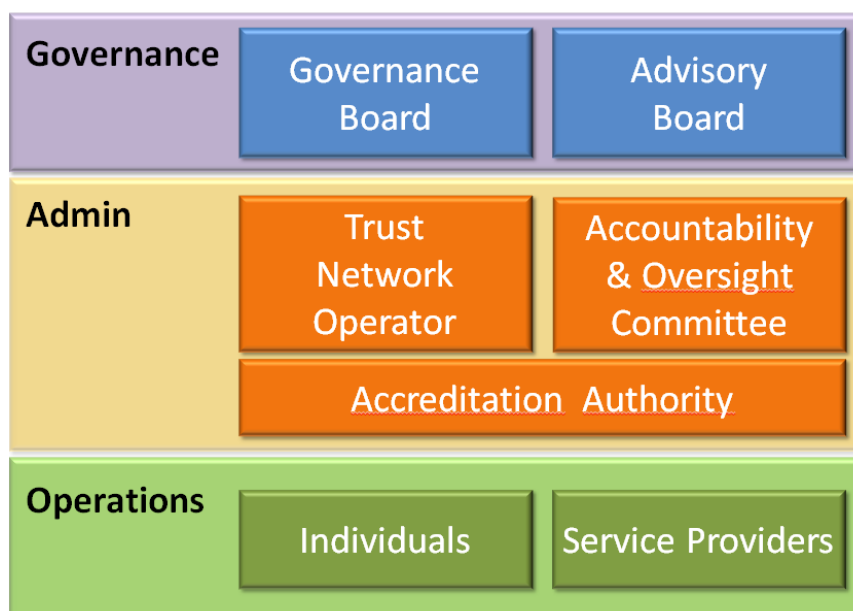 Governance
Governance
Board
Advisory
Board
Admin
Trust
Network
Operator
Accountability
& Oversight
Committee
Accreditation Authority
Operations
Individuals
Service Providers